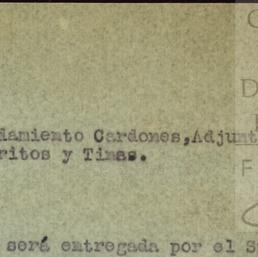 damiento Cardones,Adjunt
ritos y Timas.
será entregada por el S